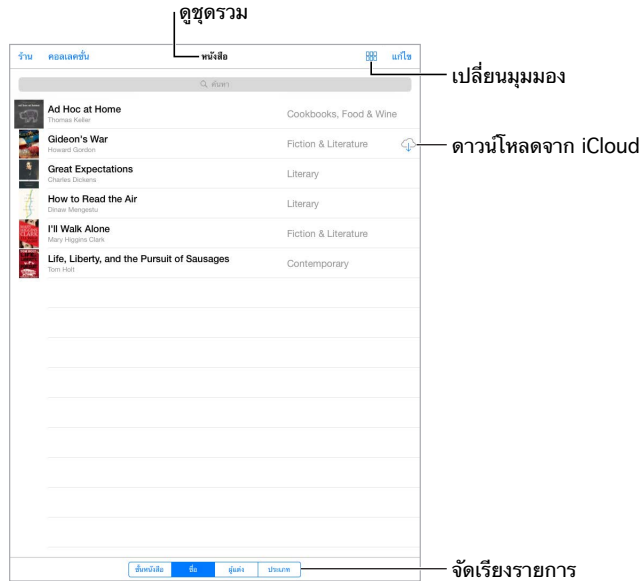 ดูชุดรวม
ร้าน คอลเลคชั่น หนังสือ แก้ไข
เปลี่ยนมุมมอง
ค้นหา
Ad Hoc at Home
Thomas Keller
Cookbooks, Food & Wine
Gideon's War
Howard Gordon
Fiction & Literature
ดาวน์โหลดจาก iCloud
Great Expectations
Charles Dickens
Literary
How to Read the Air
Dinaw Mengestu
Literary
I'll Walk Alone
Mary Higgins Clark
Fiction & Literature
Life, Liberty, and the Pursuit of Sausages
Tom Holt
Contemporary
ชั้นหนังสือ ชื่อ ผู้แต่ง ประเภท
จัดเรียงรายการ